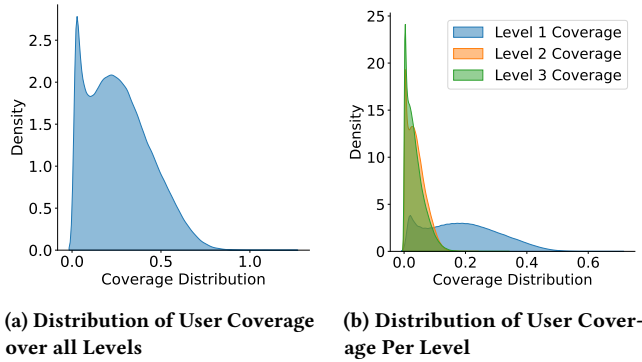 2.5
2.0
1.5
1.0
0.5
0.0
Density
0.0 0.5 1.0
Coverage Distribution
(a) Distribution of User Coverage
over all Levels
25
20
15
10
5
0
Density
Level 1 Coverage
Level 2 Coverage
Level 3 Coverage
0.0 0.2 0.4 0.6
Coverage Distribution
(b) Distribution of User Cover-
age Per Level